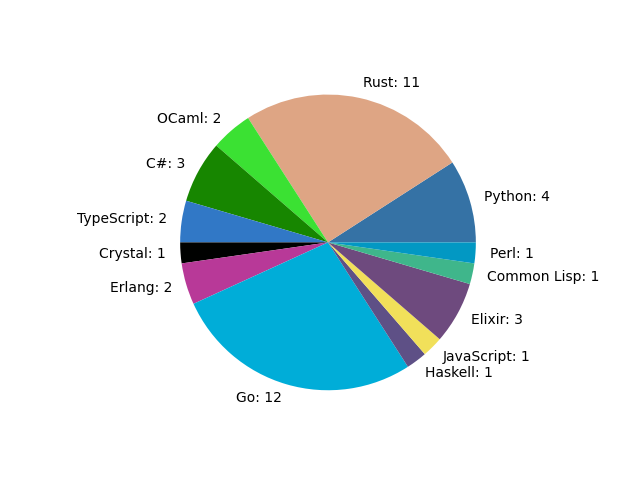 Rust: 11
OCaml: 2
C#: 3
Python: 4
TypeScript: 2
Crystal: 1
Perl: 1
Common Lisp: 1
Erlang: 2
Elixir: 3
JavaScript: 1
Haskell: 1
Go: 12